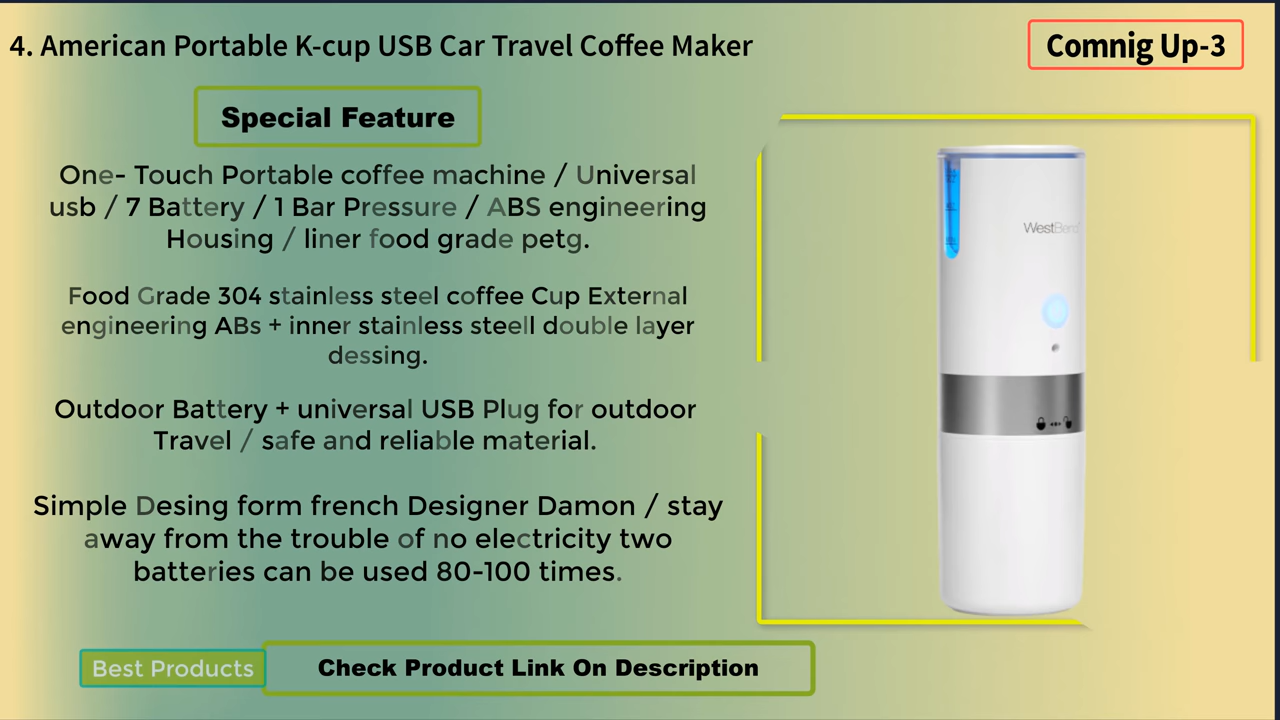 4. American Portable K-cup USB Car Travel Coffee Maker
Comnig Up-3
Special Feature
One- Touch Portable coffee machine / Universal
usb / 7 Battery / 1 Bar Pressure / ABS engineering
Housing / liner food grade petg.
Food Grade 304 stainless steel coffee Cup External
engineering ABs + inner stainless steell double layer
dessing.
Outdoor Battery + universal USB Plug for outdoor
Travel / safe and reliable material.
Simple Desing form french Designer Damon / stay
away from the trouble of no electricity two
batteries can be used 80-100 times.
WestBend
Best Products
Check Product Link On Description